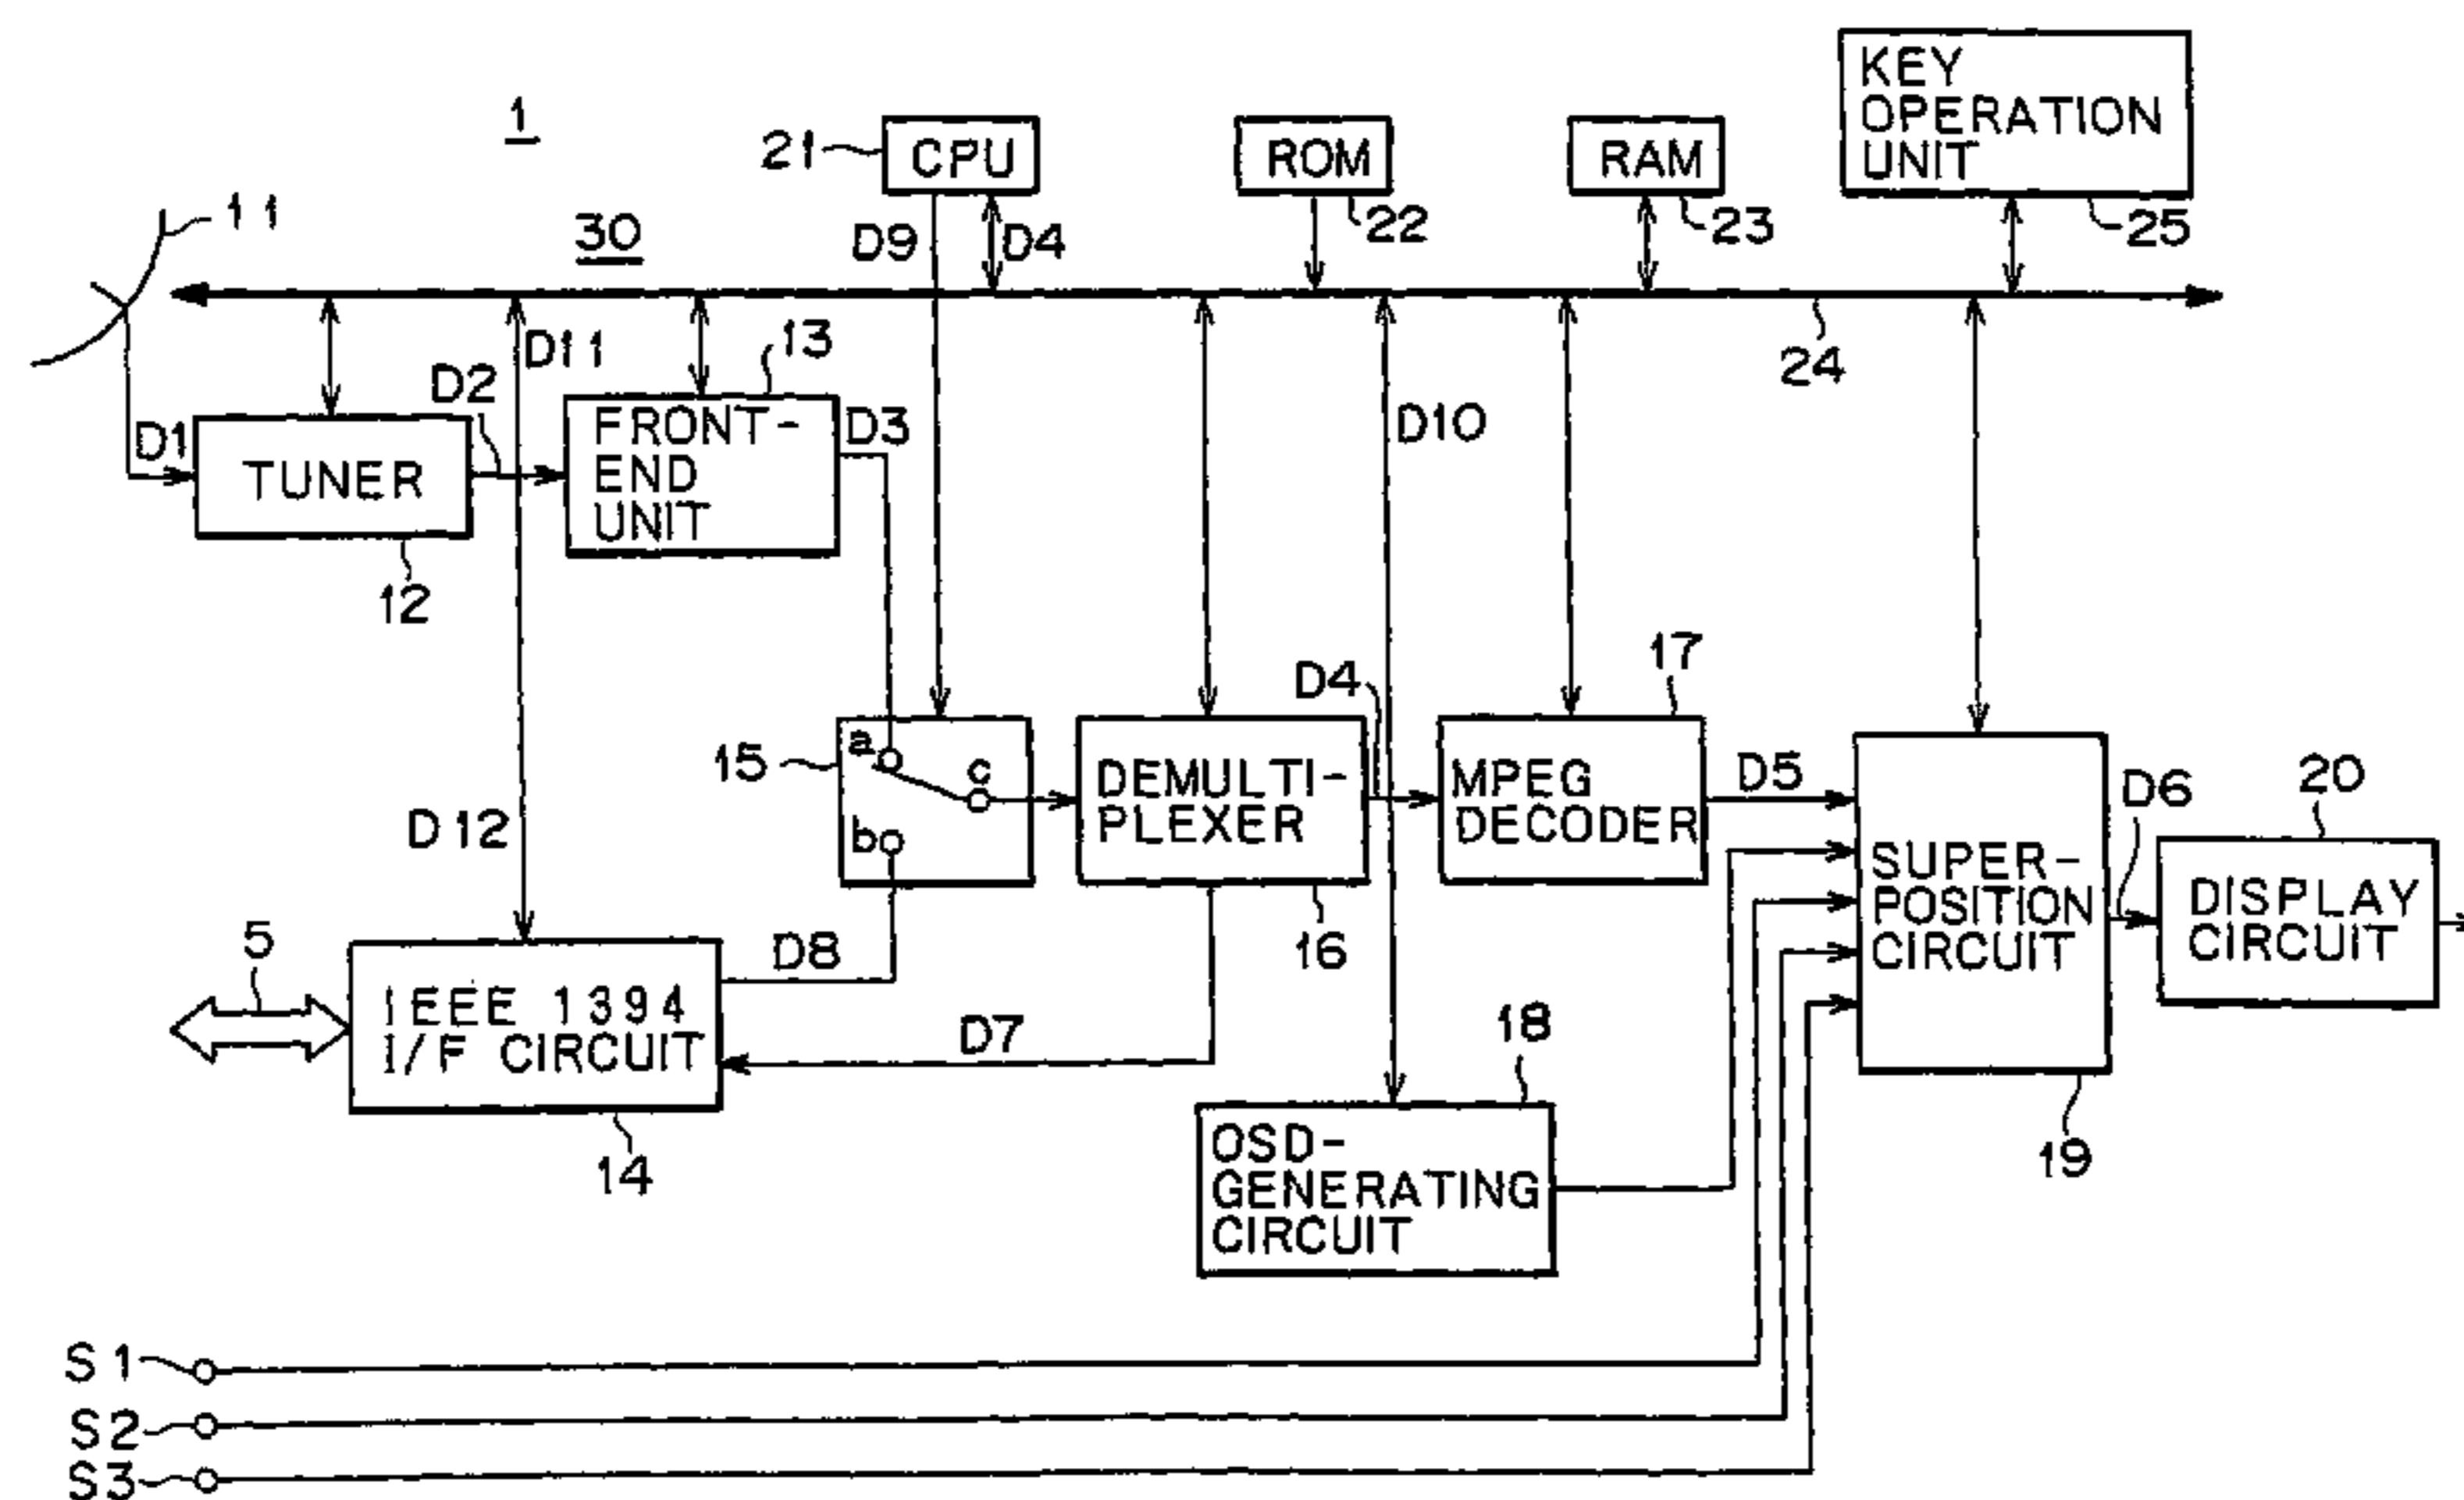 1
KEY
OPERATION
UNIT
21
CPU
ROM
RAM
11
30
D9
D4
22
23
25
D11
13
24
D2
D1
TUNER
FRONT-
END
UNIT
D3
D10
12
D4
17
15
a
c
b
DEMULTI-
PLEXER
MPEG
DECODER
D5
D6
20
D12
SUPER-
POSITION
CIRCUIT
DISPLAY
CIRCUIT
5
D8
16
IEEE 1394
I/F CIRCUIT
D7
18
14
OSD-
GENERATING
CIRCUIT
19
S1
S2
S3